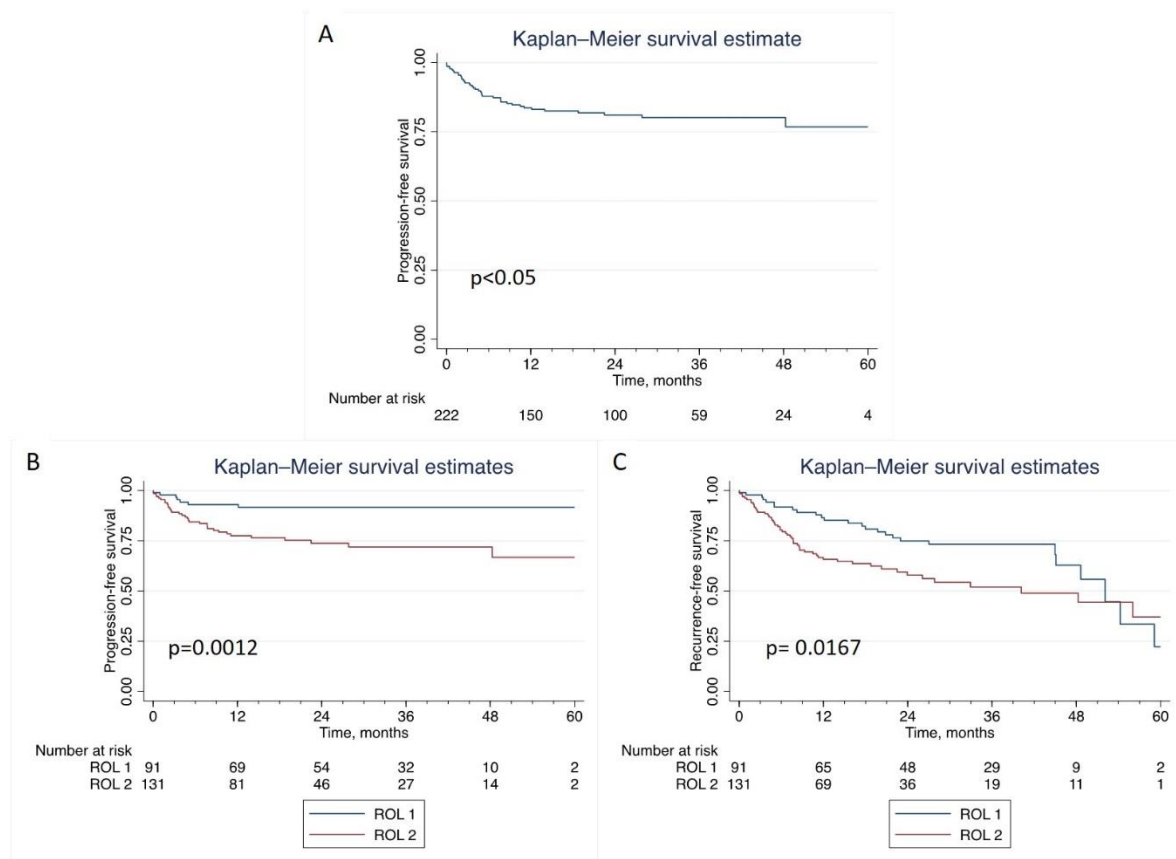 A
Kaplan–Meier survival estimate
Progression-free survival
1.00
0.75
0.50
0.25
0.00
p<0.05
0 12 24 36 48 60
Time, months
Number at risk
222 150 100 59 24 4
B
Kaplan–Meier survival estimates
Progression-free survival
1.00
0.75
0.50
0.25
0.00
p=0.0012
0 12 24 36 48 60
Time, months
Number at risk
ROL 1 91 69 54 32 10 2
ROL 2 131 81 46 27 14 2
ROL 1
ROL 2
C
Kaplan–Meier survival estimates
Recurrence-free survival
1.00
0.75
0.50
0.25
0.00
p= 0.0167
0 12 24 36 48 60
Time, months
Number at risk
ROL 1 91 65 48 29 9 2
ROL 2 131 69 36 19 11 1
ROL 1
ROL 2